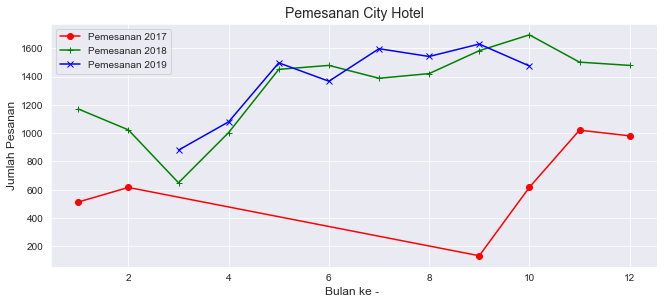 Pemesanan City Hotel
Pemesanan 2017
Pemesanan 2018
Pemesanan 2019
Jumlah Pesanan
1600
1400
1200
1000
800
600
400
200
2 4 6 8 10 12
Bulan ke -